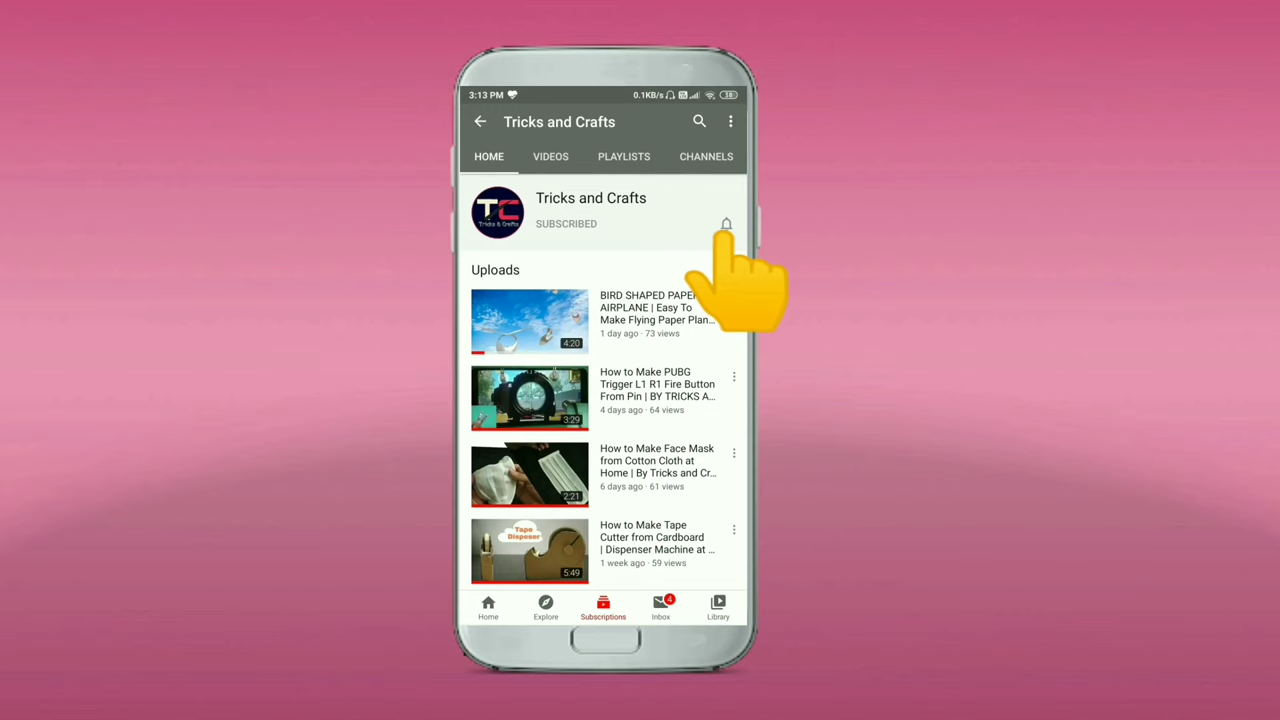 3:13 PM
0.1KB/s
38
Tricks and Crafts
HOME VIDEOS PLAYLISTS CHANNELS
TC
Tricks & Crafts
Tricks and Crafts
SUBSCRIBED
Uploads
BIRD SHAPED PAPER
AIRPLANE | Easy To
Make Flying Paper Plan...
1 day ago · 73 views
4:20
How to Make PUBG
Trigger L1 R1 Fire Button
From Pin | BY TRICKS A...
4 days ago · 64 views
3:29
How to Make Face Mask
from Cotton Cloth at
Home | By Tricks and Cr...
6 days ago · 61 views
2:21
Tape
Dispenser
How to Make Tape
Cutter from Cardboard
| Dispenser Machine at ...
1 week ago · 59 views
5:49
4
Home Explore Subscriptions Inbox Library